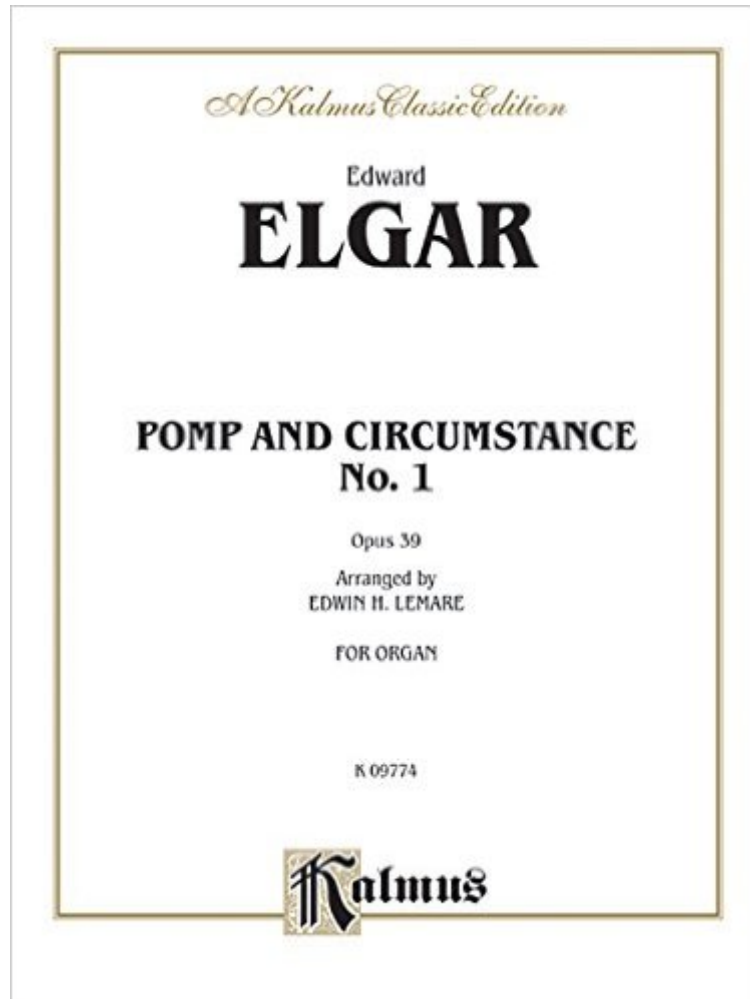 A Kalmus Classic Edition
Edward
ELGAR
POMP AND CIRCUMSTANCE
No. 1
Opus 39
Arranged by
EDWIN H. LEMARE
FOR ORGAN
K 09774
Kalmus